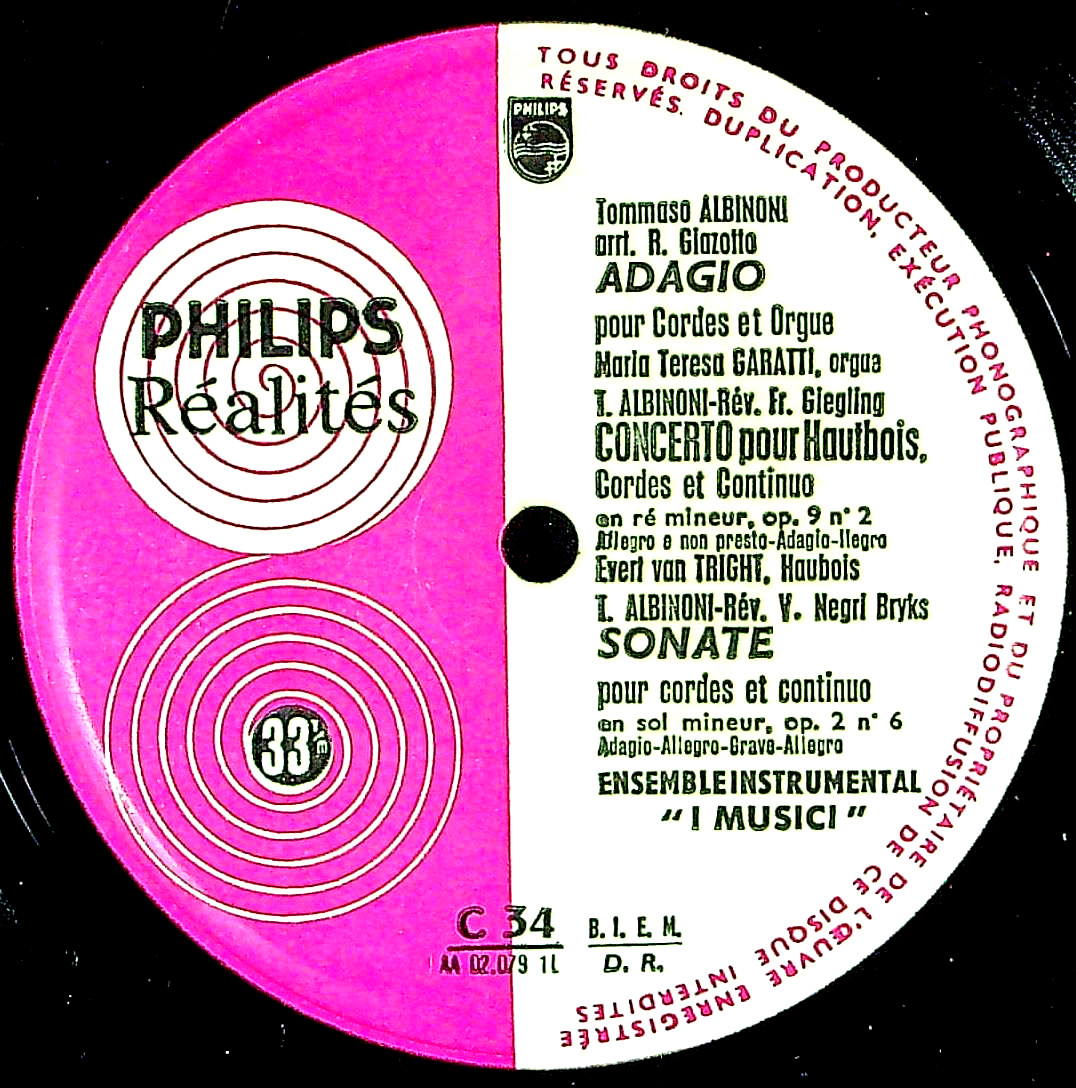 TOUS DROITS DU PRODUCTEUR PHONOGRAPHIQUE ET DU PROPRIÉTAIRE DE L'ŒUVRE ENREGISTRÉE
RÉSERVÉS. DUPLICATION, EXÉCUTION PUBLIQUE, RADIODIFFUSION DE CE DISQUE INTERDITES
PHILIPS
PHILIPS
Réalités
33
Tommaso ALBINONI
arrt. R. Giazotto
ADAGIO
pour Cordes et Orgue
Maria Teresa GARATTI, orgue
T. ALBINONI-Rév. Fr. Giegling
CONCERTO pour Hautbois,
Cordes et Continuo
en ré mineur, op. 9 n° 2
Allegro e non presto-Adagio-llegro
Evert van TRIGHT, Haubois
T. ALBINONI-Rév. V. Negri Bryks
SONATE
pour cordes et continuo
en sol mineur, op. 2 n° 6
Adagio-Allegro-Grave-Allegro
ENSEMBLE INSTRUMENTAL
"I MUSICI"
C 34 B. I. E. M.
AA 02.079 1L D. R.